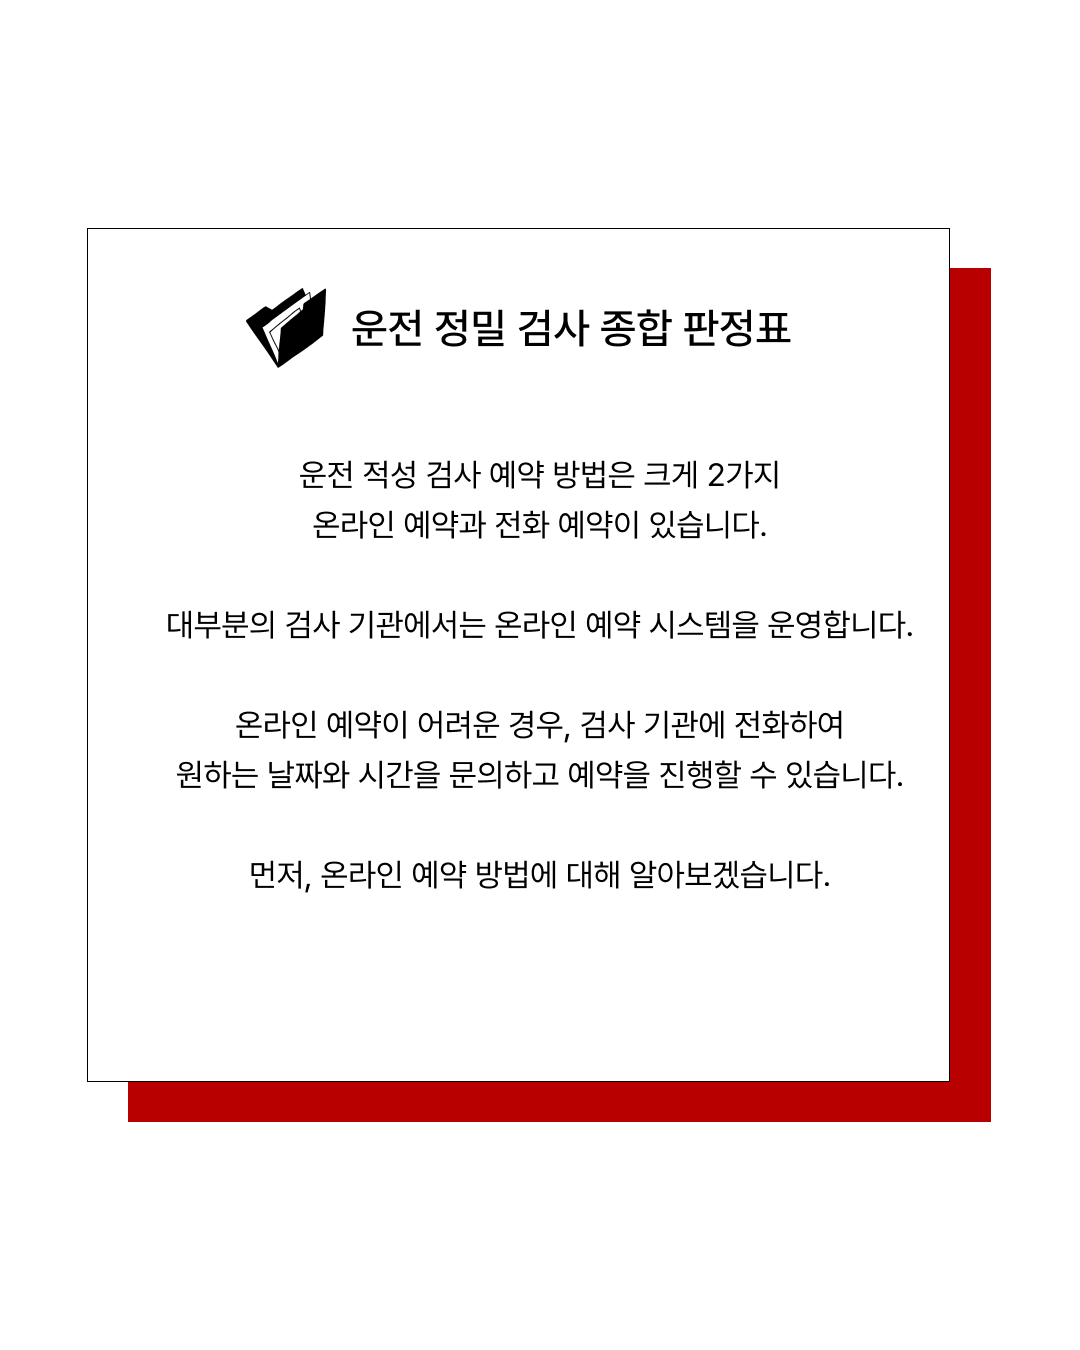 운전 정밀 검사 종합 판정표
운전 적성 검사 예약 방법은 크게 2가지
온라인 예약과 전화 예약이 있습니다.
대부분의 검사 기관에서는 온라인 예약 시스템을 운영합니다.
온라인 예약이 어려운 경우, 검사 기관에 전화하여
원하는 날짜와 시간을 문의하고 예약을 진행할 수 있습니다.
먼저, 온라인 예약 방법에 대해 알아보겠습니다.